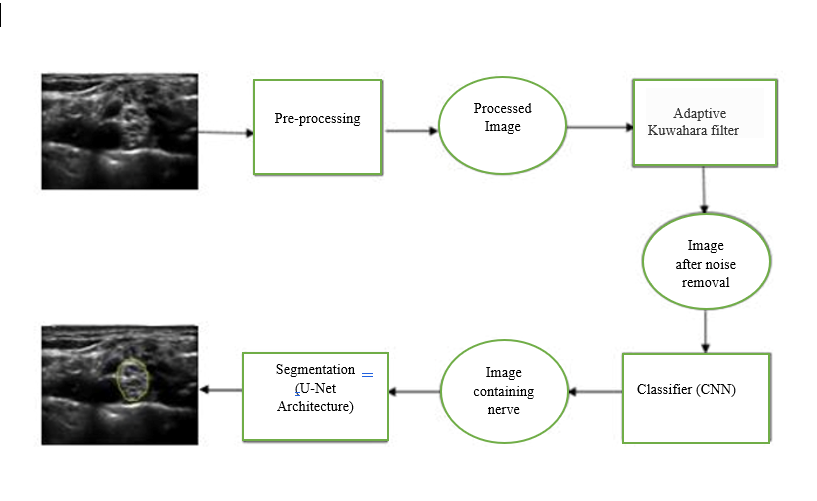 Pre-processing
Processed
Image
Adaptive
Kuwahara filter
Image
after noise
removal
Classifier (CNN)
Image
containing
nerve
Segmentation
(U-Net
Architecture)